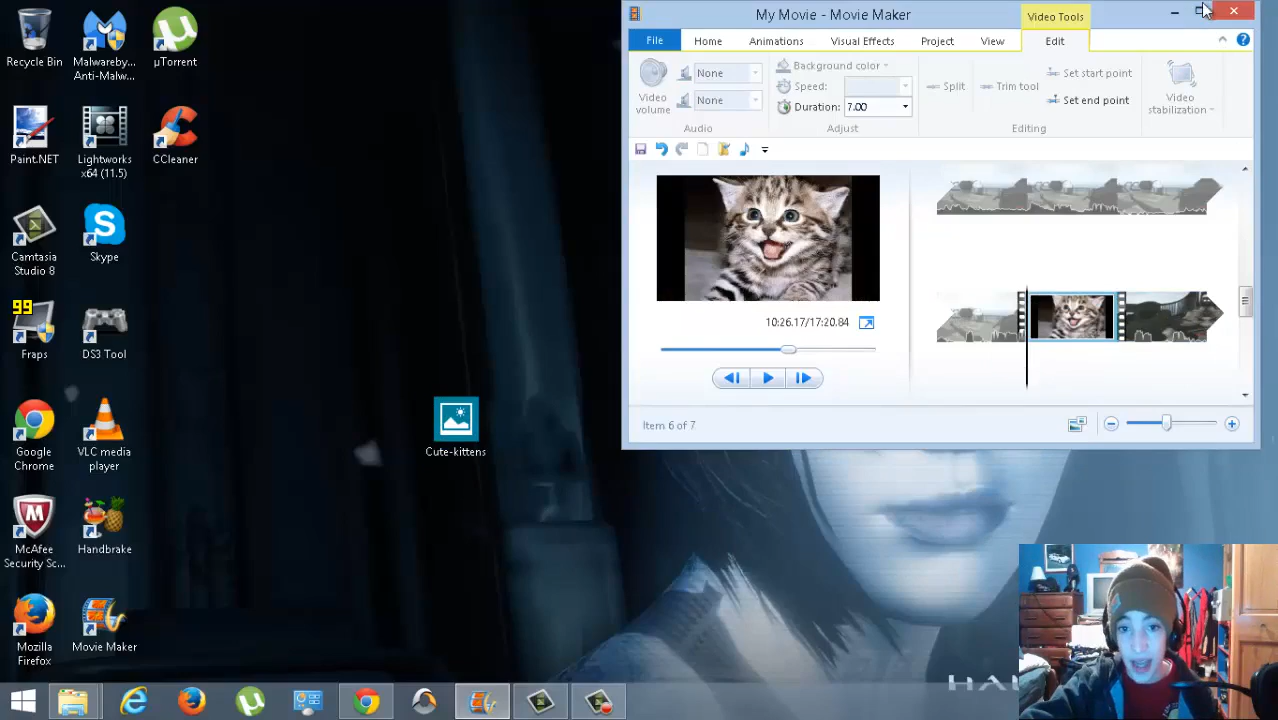 My Movie - Movie Maker
Video Tools
File
Home
Animations
Visual Effects
Project
View
Edit
Video volume
None
None
Audio
Background color
Speed:
Duration: 7.00
Adjust
Split
Trim tool
Set start point
Set end point
Editing
Video stabilization
10:26.17/17:20.84
Item 6 of 7
Recycle Bin
Malwareby... Anti-Malw...
µTorrent
Paint.NET
Lightworks x64 (11.5)
CCleaner
Camtasia Studio 8
Skype
99
Fraps
DS3 Tool
Cute-kittens
Google Chrome
VLC media player
McAfee Security Sc...
Handbrake
Mozilla Firefox
Movie Maker